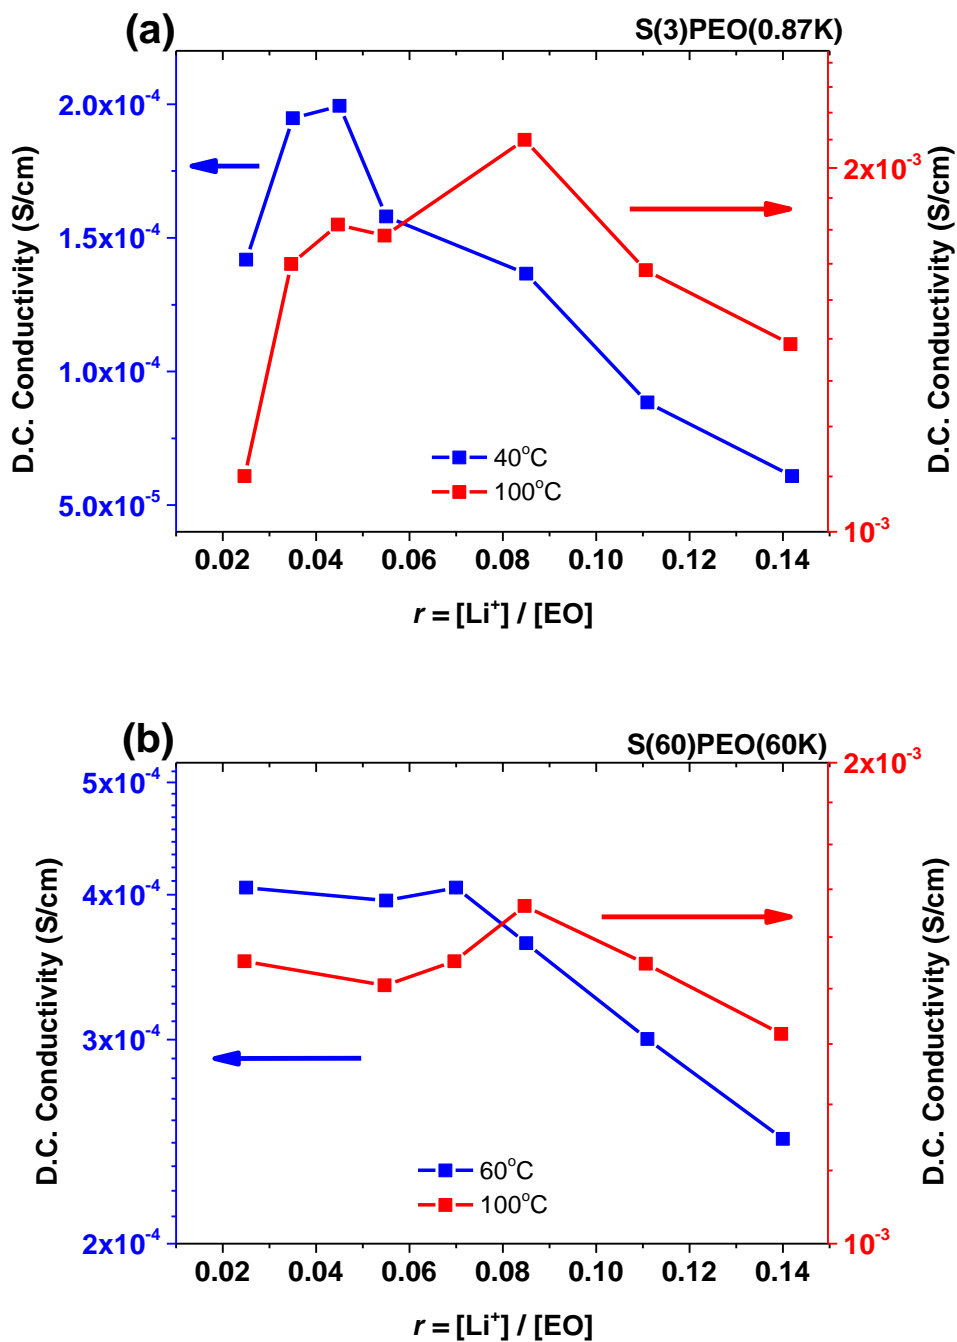 (a)
S(3)PEO(0.87K)
D.C. Conductivity (S/cm)
2.0x10⁻⁴
1.5x10⁻⁴
1.0x10⁻⁴
5.0x10⁻⁵
2x10⁻³
10⁻³
D.C. Conductivity (S/cm)
40°C
100°C
0.02 0.04 0.06 0.08 0.10 0.12 0.14
r = [Li⁺] / [EO]
(b)
S(60)PEO(60K)
D.C. Conductivity (S/cm)
5x10⁻⁴
4x10⁻⁴
3x10⁻⁴
2x10⁻⁴
2x10⁻³
10⁻³
D.C. Conductivity (S/cm)
60°C
100°C
0.02 0.04 0.06 0.08 0.10 0.12 0.14
r = [Li⁺] / [EO]